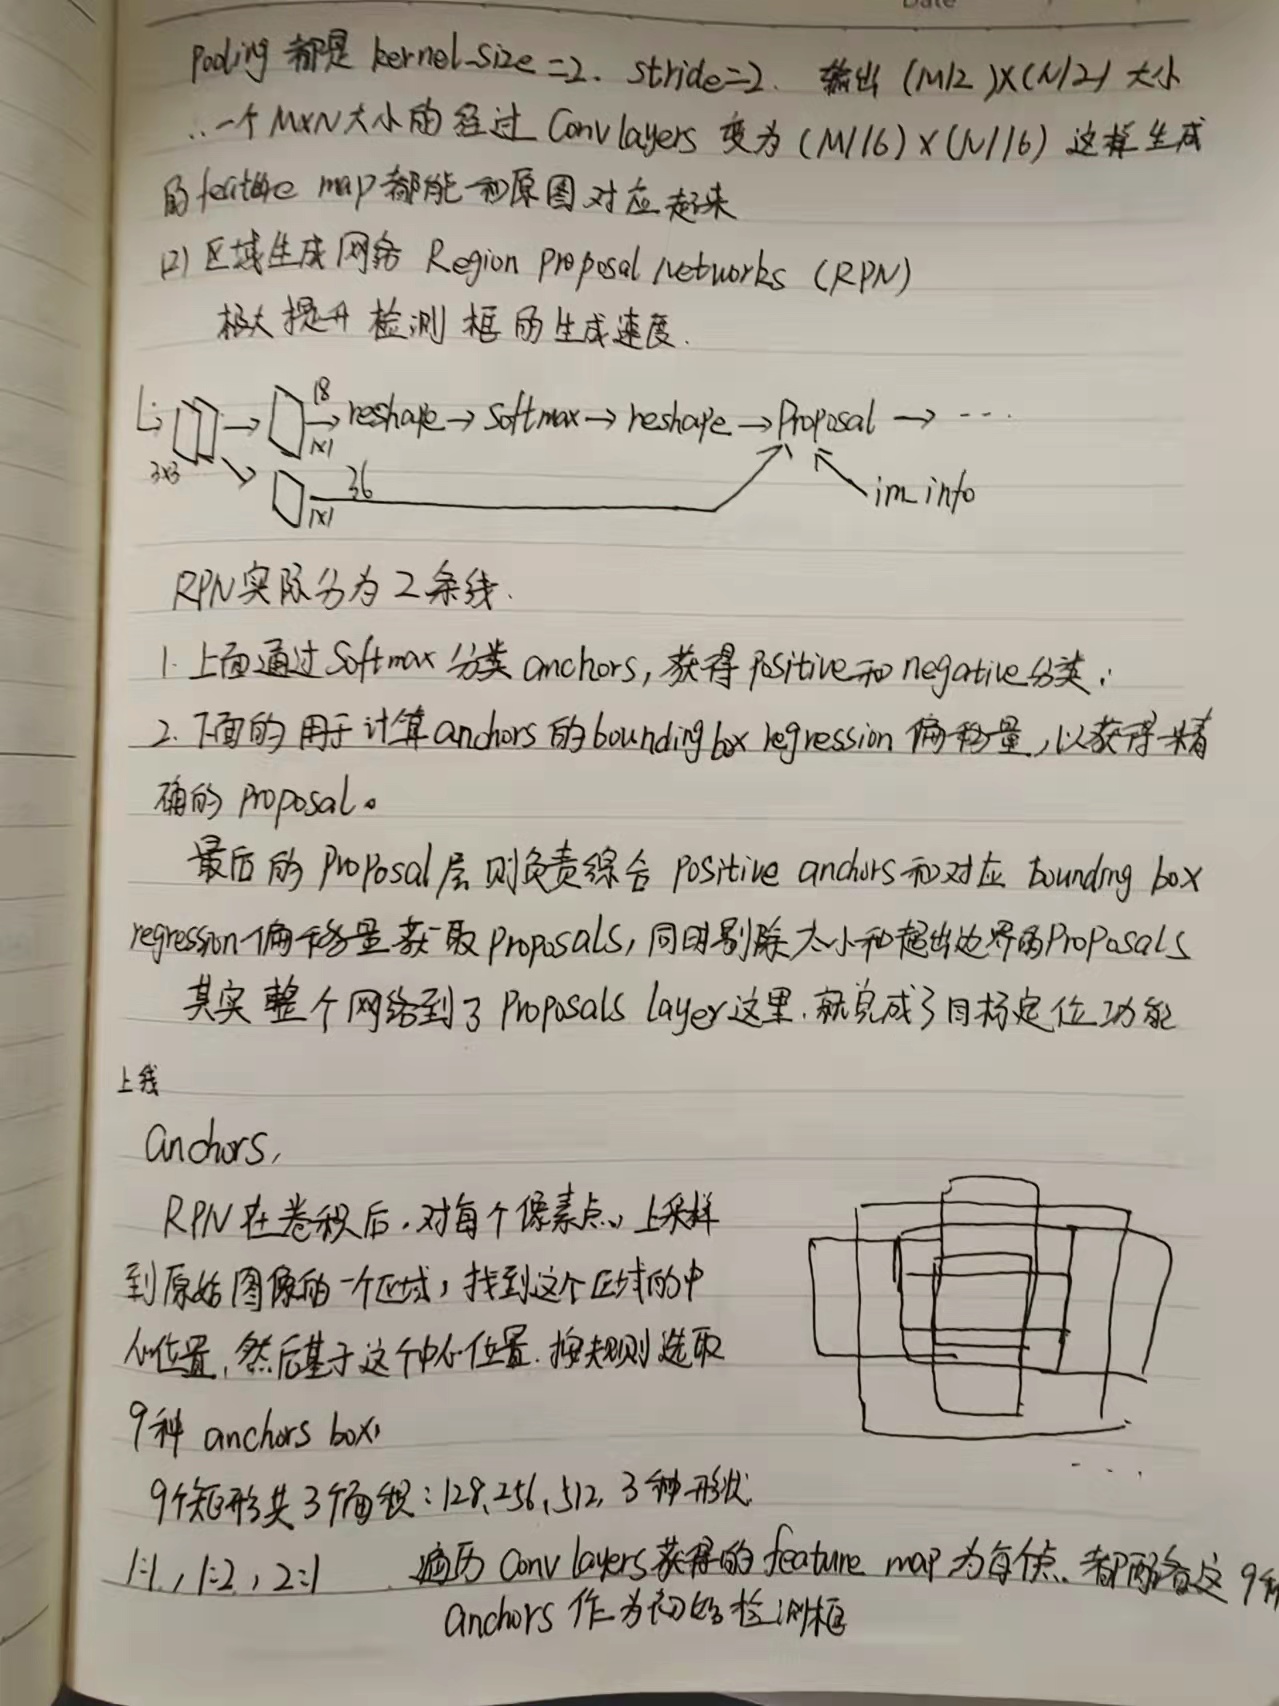 Date
Pooling 都是 kernel_size=2. stride=2. 输出 (M/2)×(N/2) 大小
∴一个 M×N大小的 经过 Conv layers 变为 (M/16)×(N/16) 这样生成
的 feature map都能和原图对应起来
(2) 区域生成网络 Region Proposal Networks (RPN)
极大提升检测框的生成速度.
18
3×3 1×1 reshape → Softmax → reshape → Proposal → ...
36
1×1 im_info
RPN实际分为2条线.
1. 上面通过 Softmax 分类 anchors, 获得 Positive和 negative分类,
2. 下面的用于计算anchors的bounding box regression 偏移量, 以获得精
确的 Proposal。
最后的 Proposal层则负责综合 Positive anchors和对应 bounding box
regression偏移量获取 Proposals, 同时剔除太小和超出边界的Proposals
其实整个网络到了 Proposals layer这里. 就完成了目标定位功能
上线
anchors,
RPN在卷积后, 对每个像素点, 上采样
到原始图像的一个区域, 找到这个区域的中
心位置, 然后基于这个中心位置. 按规则选取
9种 anchors box,
9个矩形共3个面积: 128, 256, 512, 3种形状.
1:1, 1:2, 2:1 遍历 Conv layers获得的 feature map 为每个点 都配备这9种
anchors 作为初始检测框